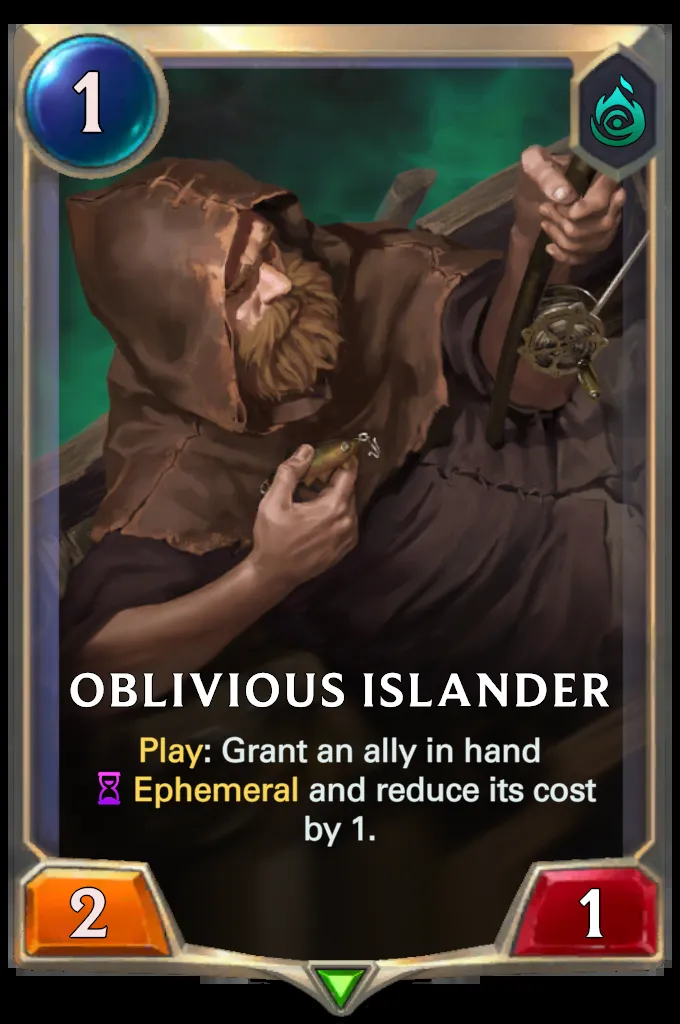 1
OBLIVIOUS ISLANDER
Play: Grant an ally in hand
Ephemeral and reduce its cost
by 1.
2
1